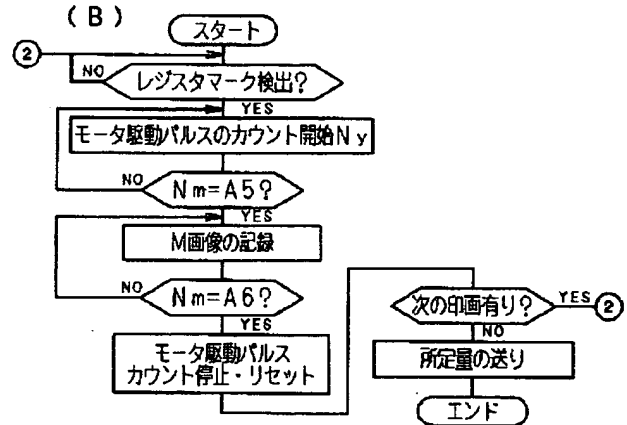 (B)
スタート
②
NO
レジスタマーク検出?
YES
モータ駆動パルスのカウント開始Ny
NO
Nm=A5?
YES
M画像の記録
NO
Nm=A6?
YES
モータ駆動パルス
カウント停止・リセット
次の印画有り?
YES
②
NO
所定量の送り
エンド